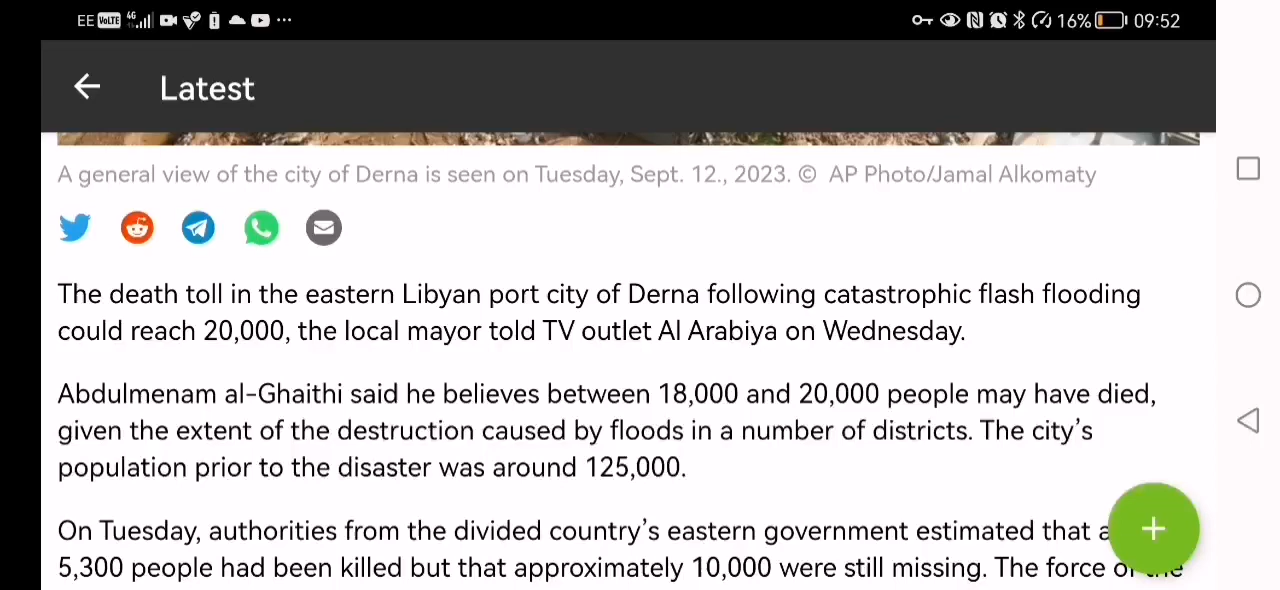 EE VoLTE 4G 16% 09:52
Latest
A general view of the city of Derna is seen on Tuesday, Sept. 12., 2023. © AP Photo/Jamal Alkomaty
The death toll in the eastern Libyan port city of Derna following catastrophic flash flooding
could reach 20,000, the local mayor told TV outlet Al Arabiya on Wednesday.
Abdulmenam al-Ghaithi said he believes between 18,000 and 20,000 people may have died,
given the extent of the destruction caused by floods in a number of districts. The city’s
population prior to the disaster was around 125,000.
On Tuesday, authorities from the divided country’s eastern government estimated that
5,300 people had been killed but that approximately 10,000 were still missing. The force of the